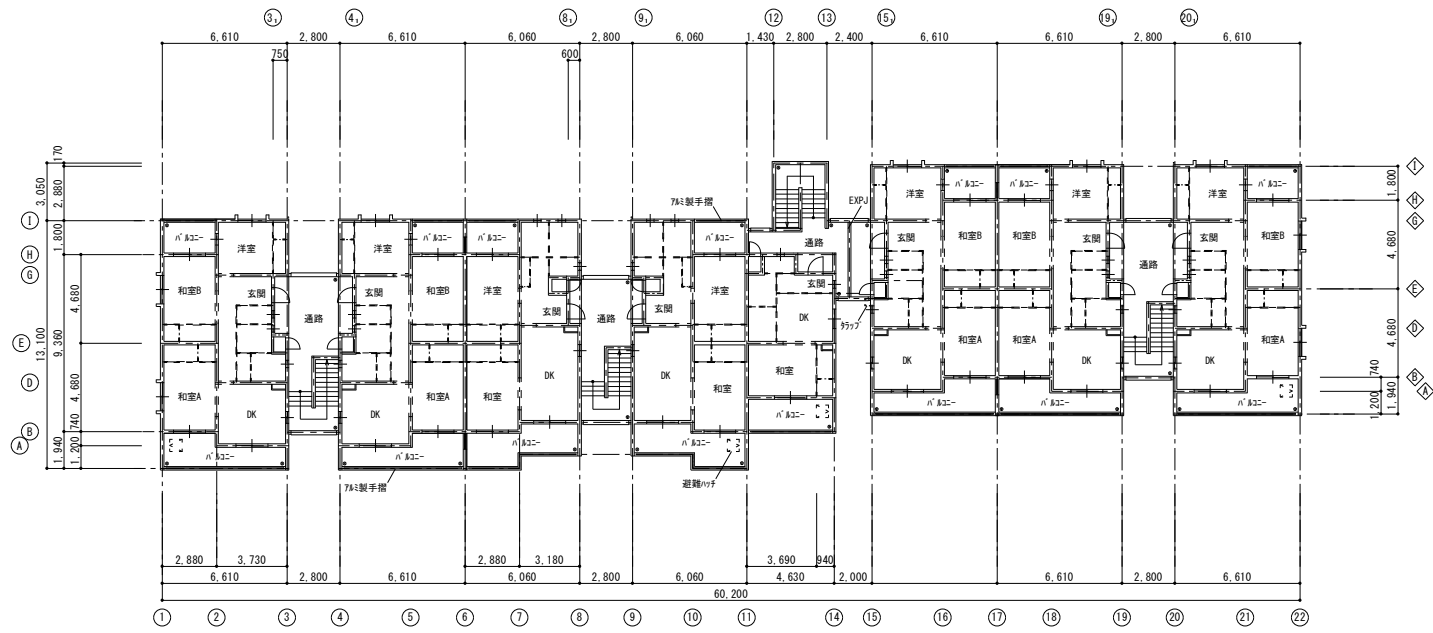 3₁ 4₁ 8₁ 9₁ 12 13 15₁ 19₁ 20₁
6,610 2,800 6,610 6,060 2,800 6,060 1,430 2,800 2,400 6,610 6,610 2,800 6,610
750 600
170
3,050
2,880
1,800
I
H
G
E
D
B
A
4,680
9,360
13,100
4,680
740
1,940
1,200
I
H
G
E
D
B
A
1,800
4,680
4,680
740
1,940
1,200
アルミ製手摺
EXPJ
洋室 バルコニー バルコニー 洋室 洋室 バルコニー
通路
玄関 和室B 和室B 玄関 玄関 和室B
通路
バルコニー 洋室 洋室 バルコニー バルコニー バルコニー
和室B 玄関 玄関 和室B 洋室 洋室 玄関
通路 玄関 通路 玄関 DK
タラップ
DK 和室A 和室A DK DK 和室A
和室A DK DK 和室A 和室 DK DK 和室 和室
バルコニー バルコニー バルコニー
バルコニー
バルコニー バルコニー バルコニー バルコニー
アルミ製手摺
避難ハッチ
2,880 3,730 2,880 3,180 3,690 940
6,610 2,800 6,610 6,060 2,800 6,060 4,630 2,000 6,610 2,800 6,610
60,200
1 2 3 4 5 6 7 8 9 10 11 14 15 16 17 18 19 20 21 22